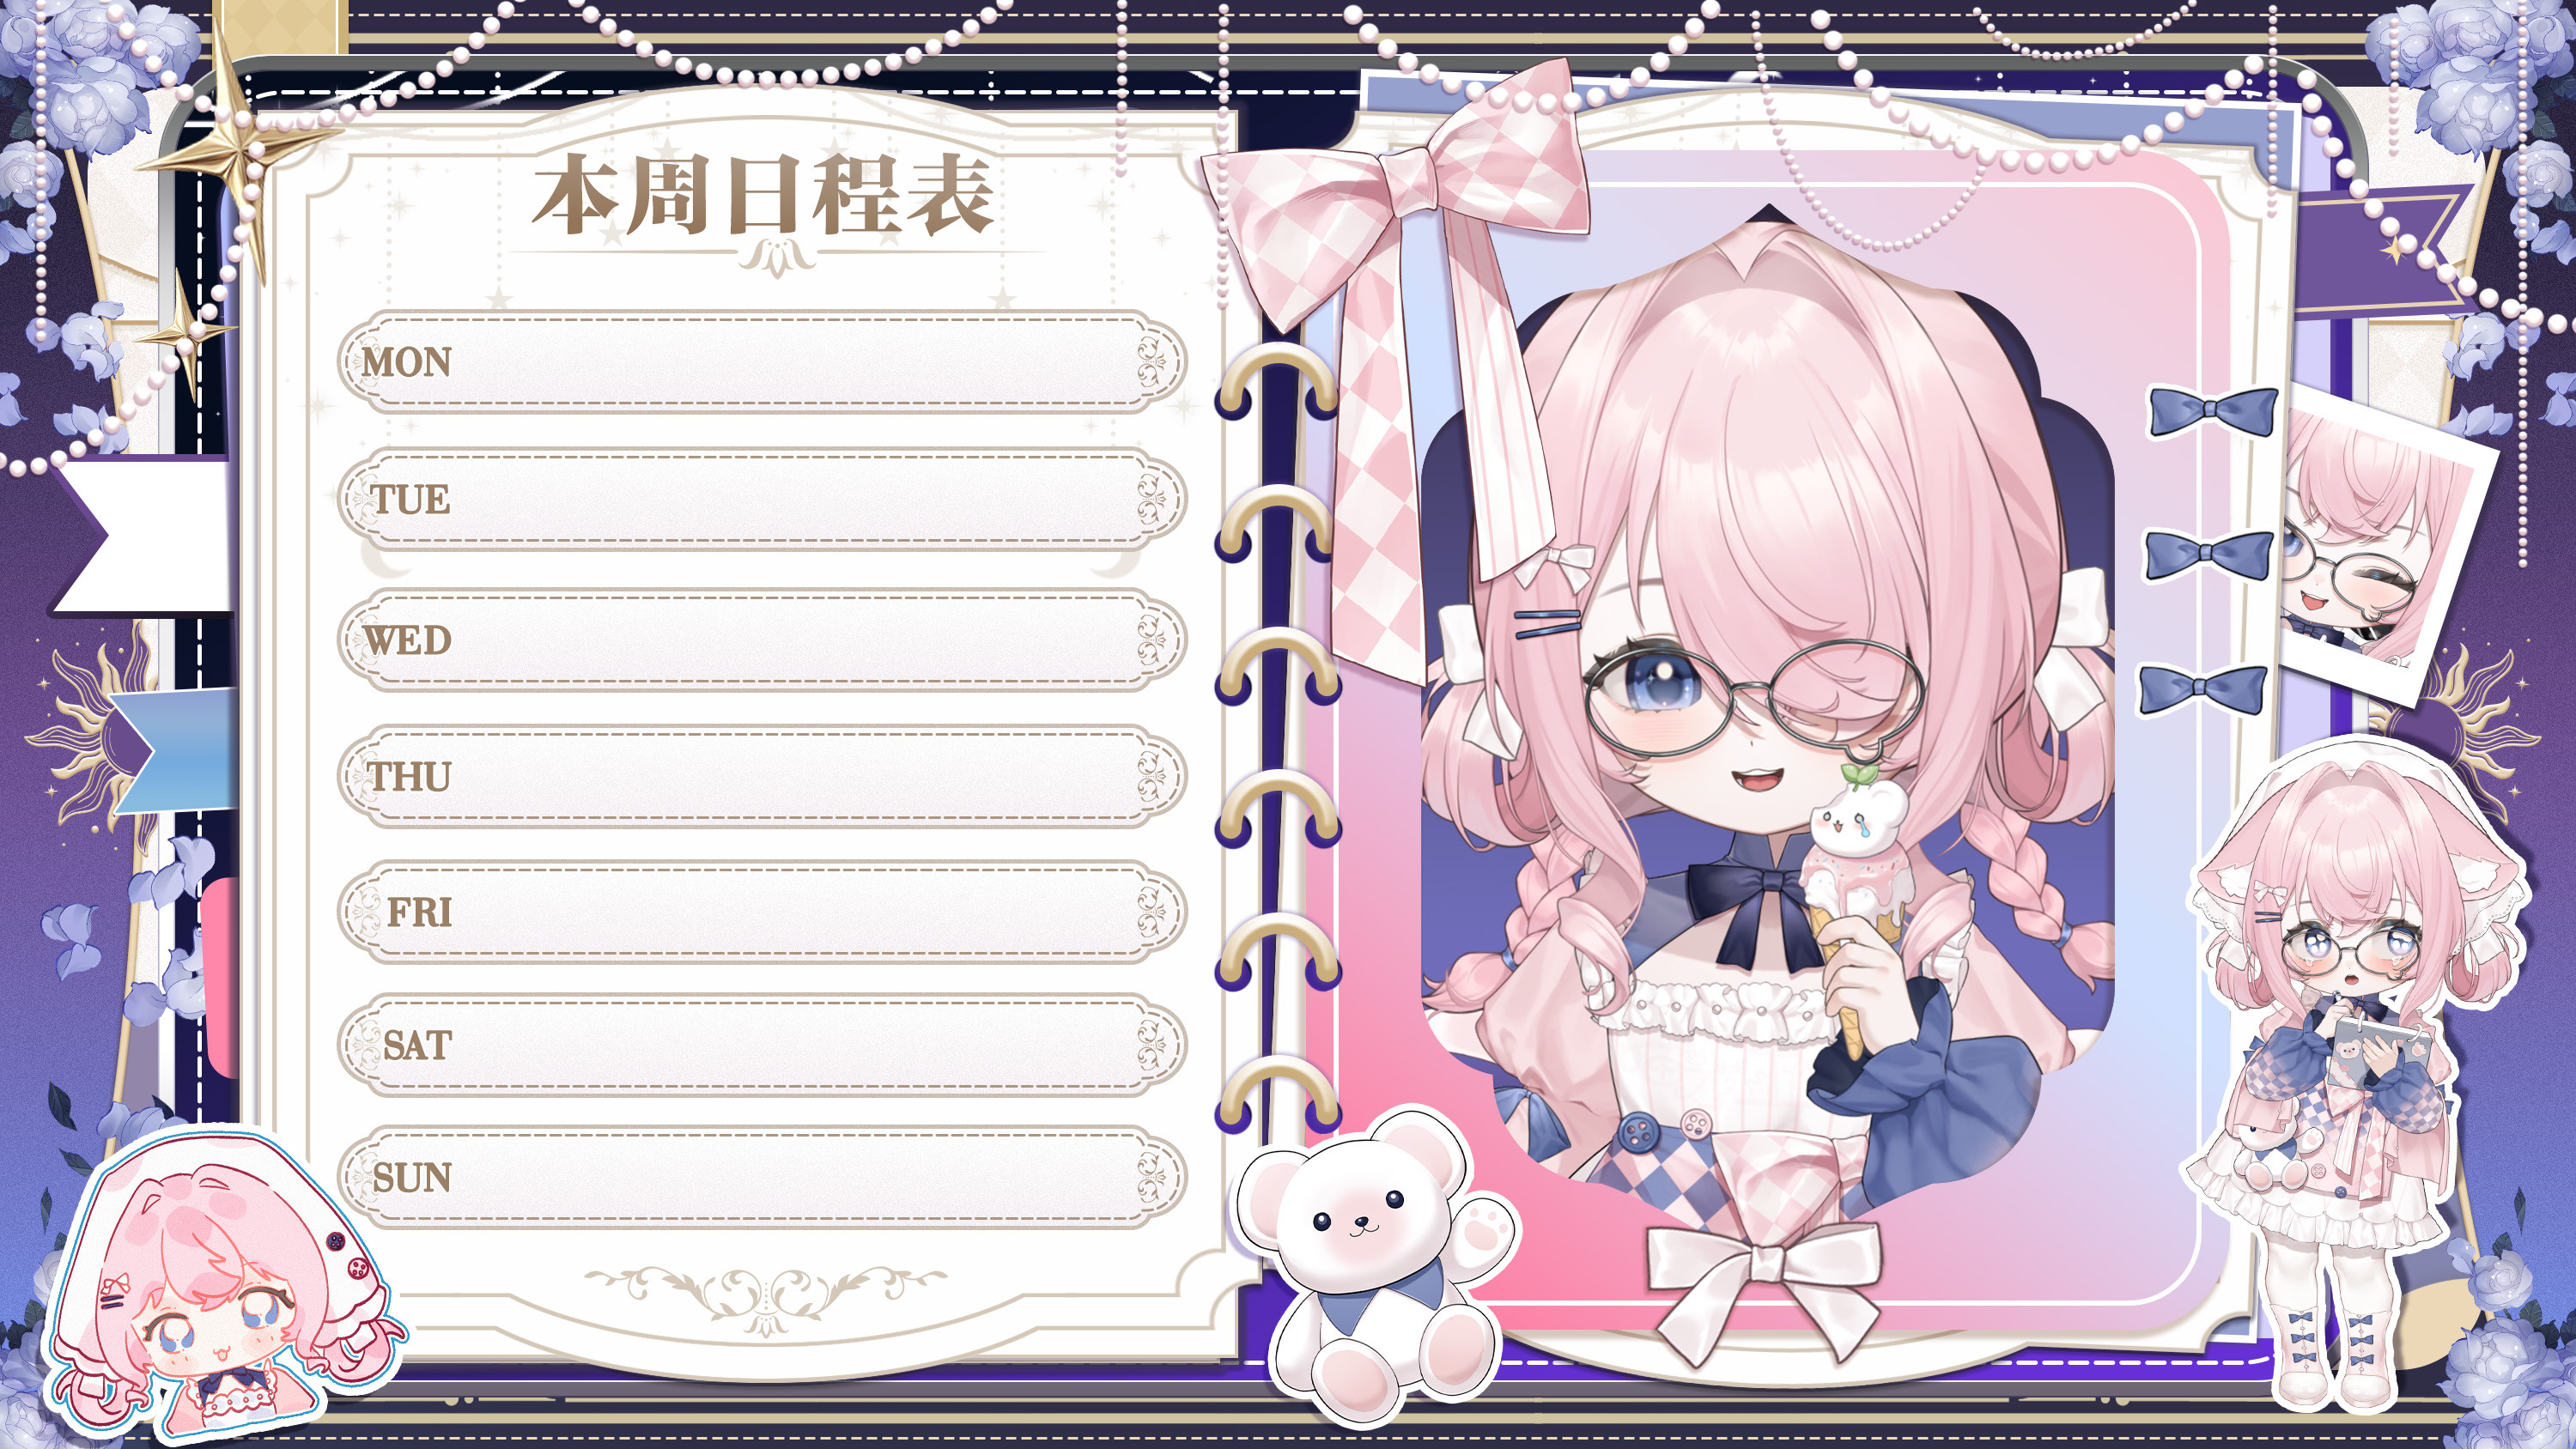 本周日程表
MON
TUE
WED
THU
FRI
SAT
SUN